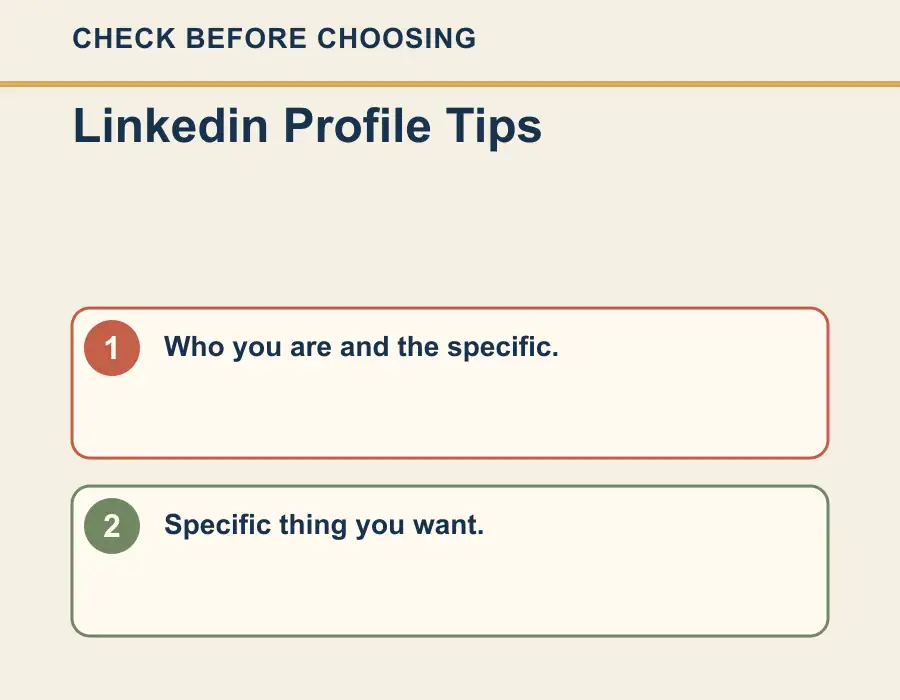 CHECK BEFORE CHOOSING
Linkedin Profile Tips
1 Who you are and the specific.
2 Specific thing you want.